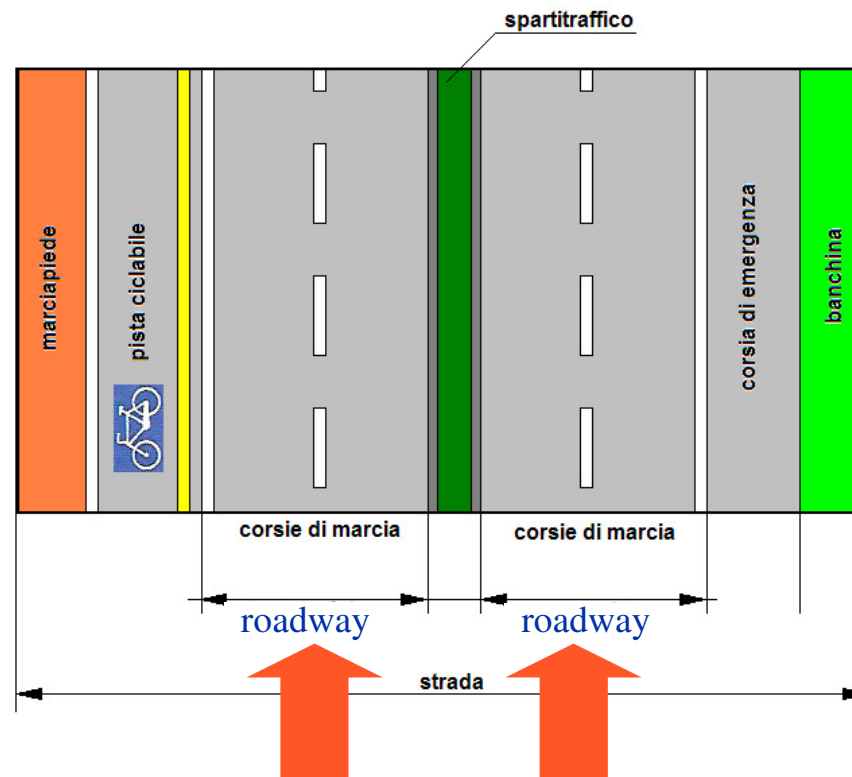 spartitraffico
marciapiede
pista ciclabile
corsia di emergenza
banchina
corsie di marcia
corsie di marcia
roadway
roadway
strada